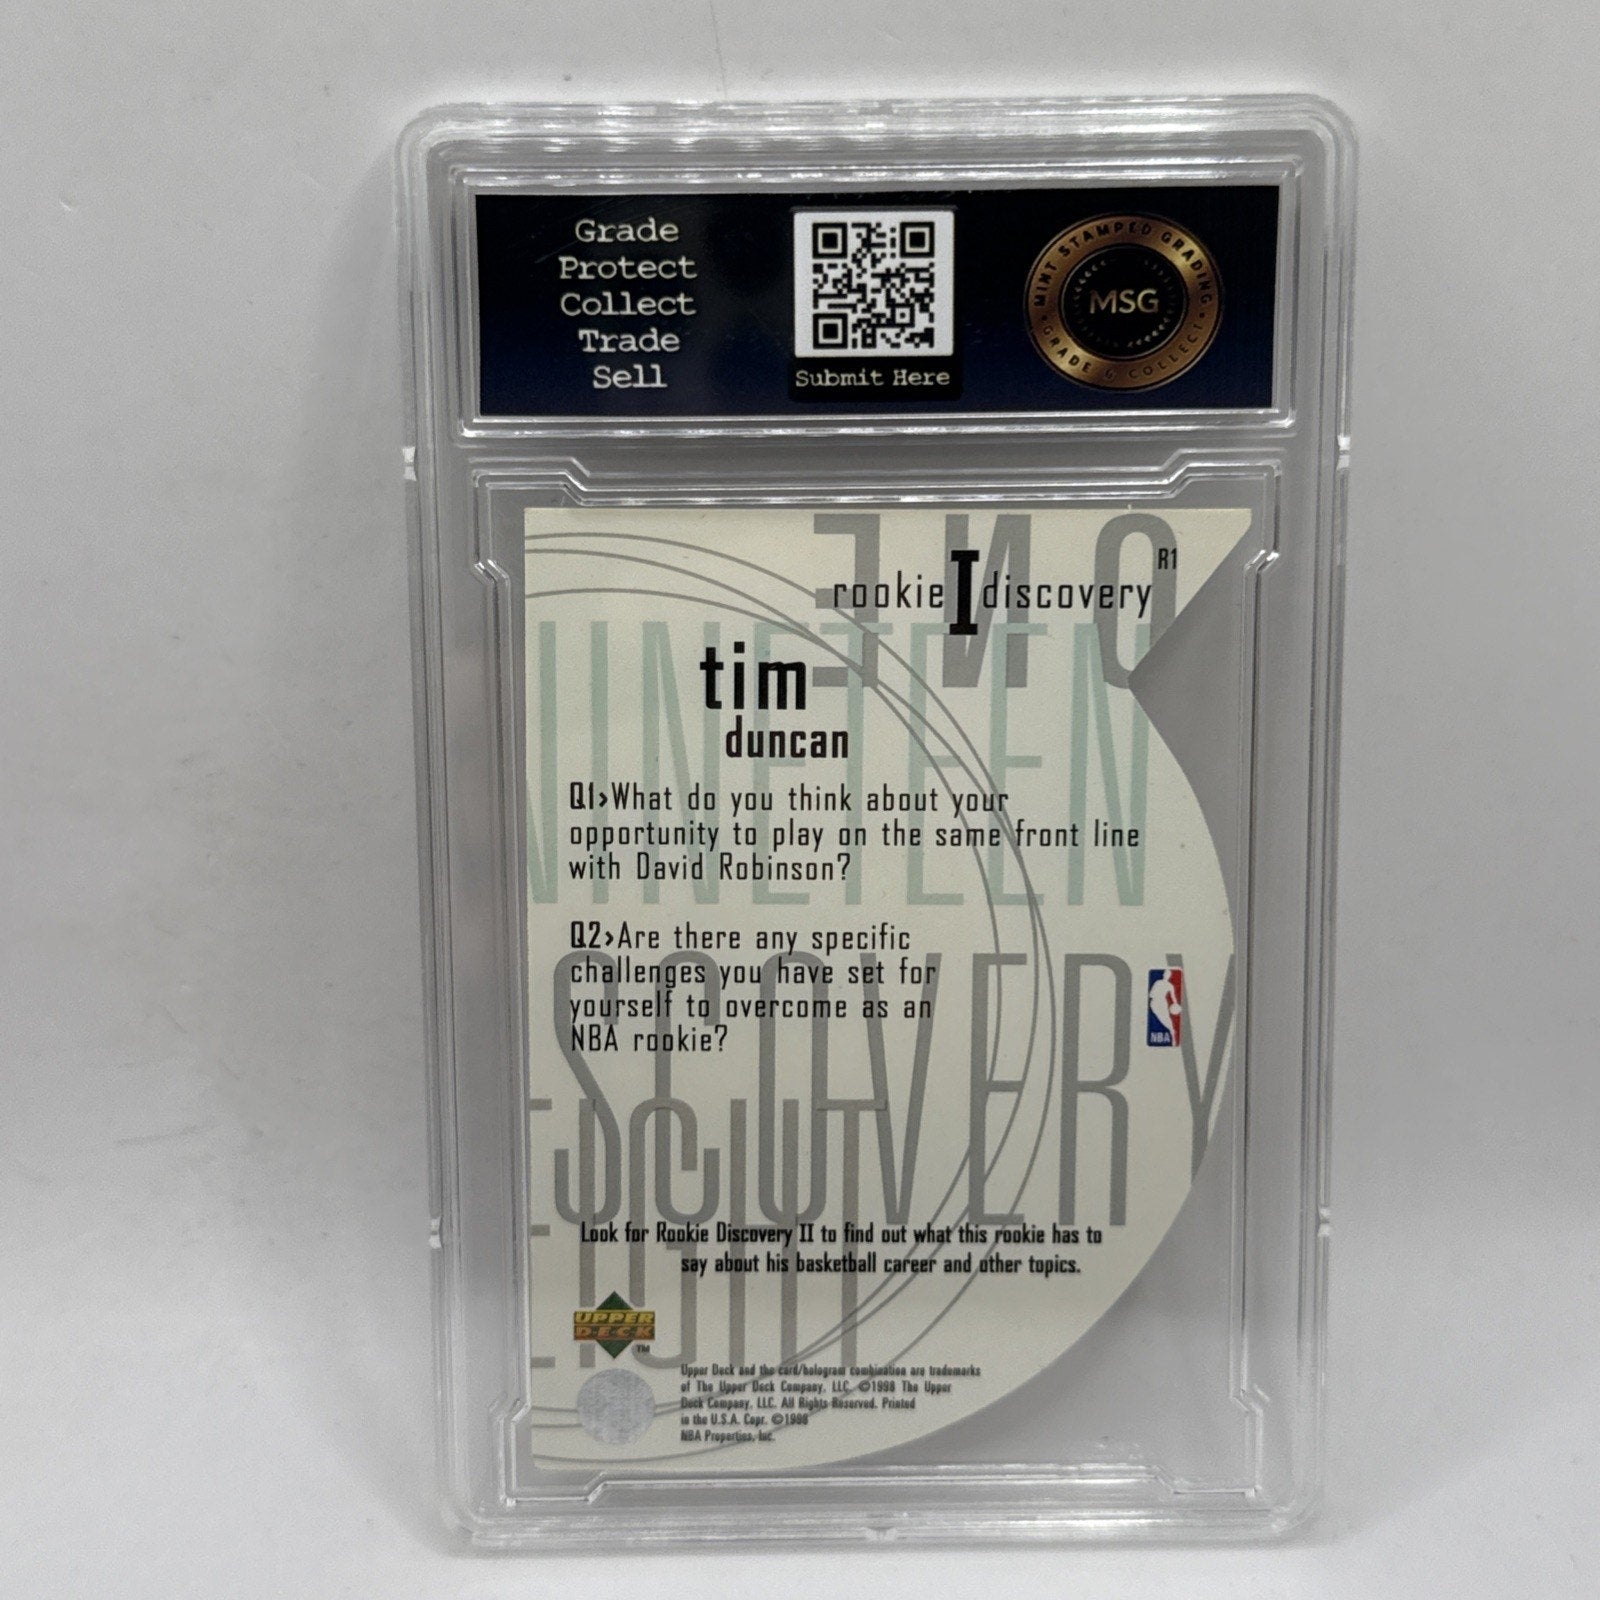 Grade
Protect
Collect
Trade
Sell
Submit Here
MINT STAMPED GRADING
MSG
GRADE & COLLECT
ONE
R1
rookie I discovery
NINETEEN
tim
duncan
Q1>What do you think about your
opportunity to play on the same front line
with David Robinson?
Q2>Are there any specific
challenges you have set for
yourself to overcome as an
NBA rookie?
NBA
SCOVERY
EIGHT
Look for Rookie Discovery II to find out what this rookie has to
say about his basketball career and other topics.
UPPER
DECK
TM
Upper Deck and the card/hologram combination are trademarks
of The Upper Deck Company, LLC. ©1998 The Upper
Deck Company, LLC. All Rights Reserved. Printed
in the U.S.A. Copr. ©1998
NBA Properties, Inc.